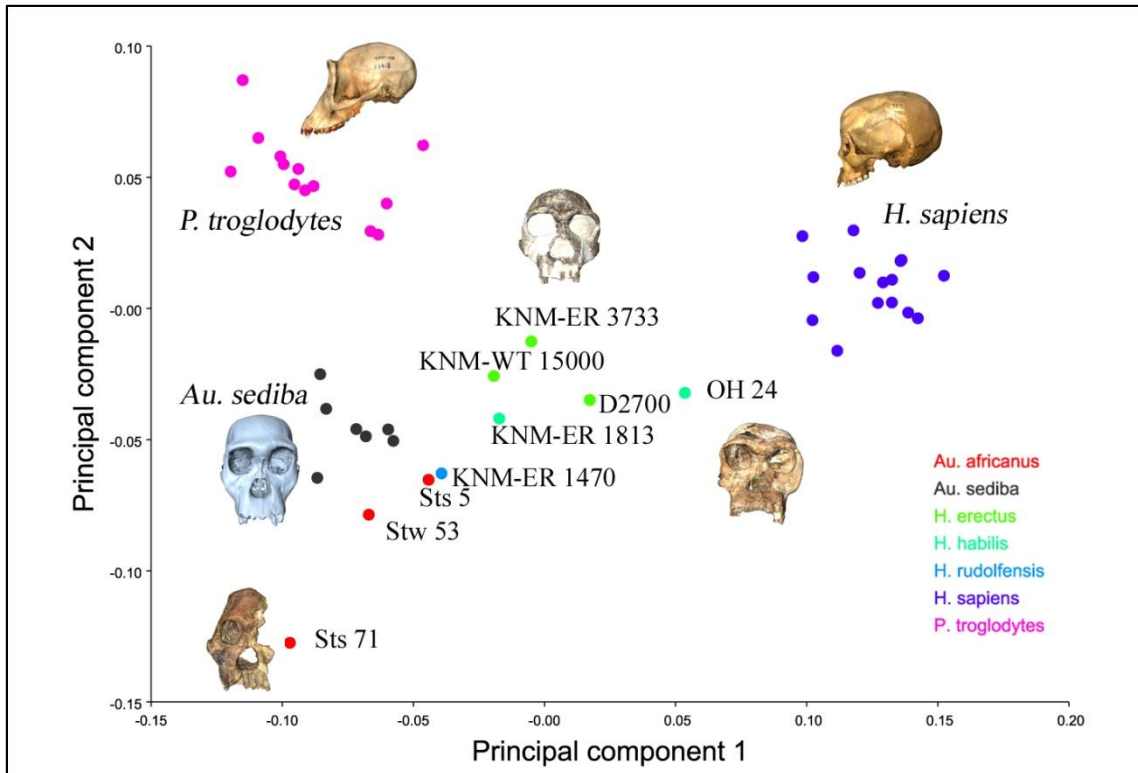 0.10
0.05
-0.00
-0.05
-0.10
-0.15
-0.15
-0.10
-0.05
-0.00
0.05
0.10
0.15
0.20
Principal component 2
Principal component 1
P. troglodytes
H. sapiens
KNM-ER 3733
KNM-WT 15000
Au. sediba
D2700
OH 24
KNM-ER 1813
KNM-ER 1470
Sts 5
Stw 53
Sts 71
Au. africanus
Au. sediba
H. erectus
H. habilis
H. rudolfensis
H. sapiens
P. troglodytes